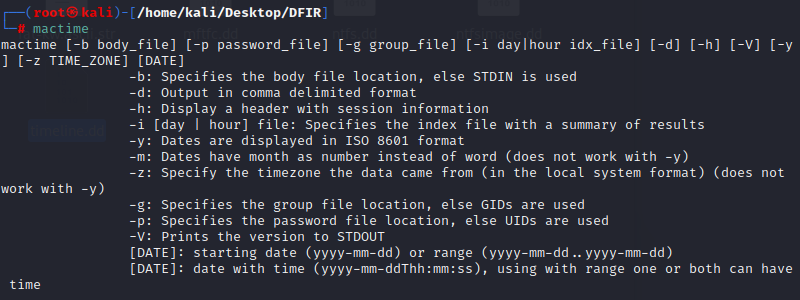 (root㉿kali)-[/home/kali/Desktop/DFIR]
# mactime
mactime [-b body_file] [-p password_file] [-g group_file] [-i day|hour idx_file] [-d] [-h] [-V] [-y
] [-z TIME_ZONE] [DATE]
-b: Specifies the body file location, else STDIN is used
-d: Output in comma delimited format
-h: Display a header with session information
-i [day | hour] file: Specifies the index file with a summary of results
-y: Dates are displayed in ISO 8601 format
-m: Dates have month as number instead of word (does not work with -y)
-z: Specify the timezone the data came from (in the local system format) (does not
work with -y)
-g: Specifies the group file location, else GIDs are used
-p: Specifies the password file location, else UIDs are used
-V: Prints the version to STDOUT
[DATE]: starting date (yyyy-mm-dd) or range (yyyy-mm-dd..yyyy-mm-dd)
[DATE]: date with time (yyyy-mm-ddThh:mm:ss), using with range one or both can have
time